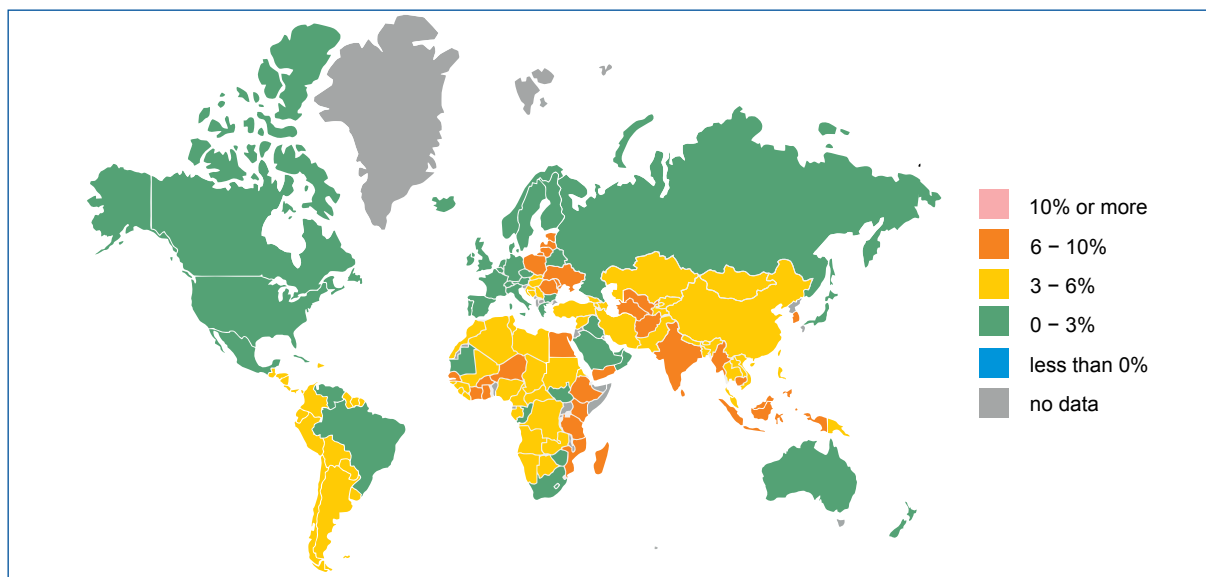 10% or more
6 – 10%
3 – 6%
0 – 3%
less than 0%
no data